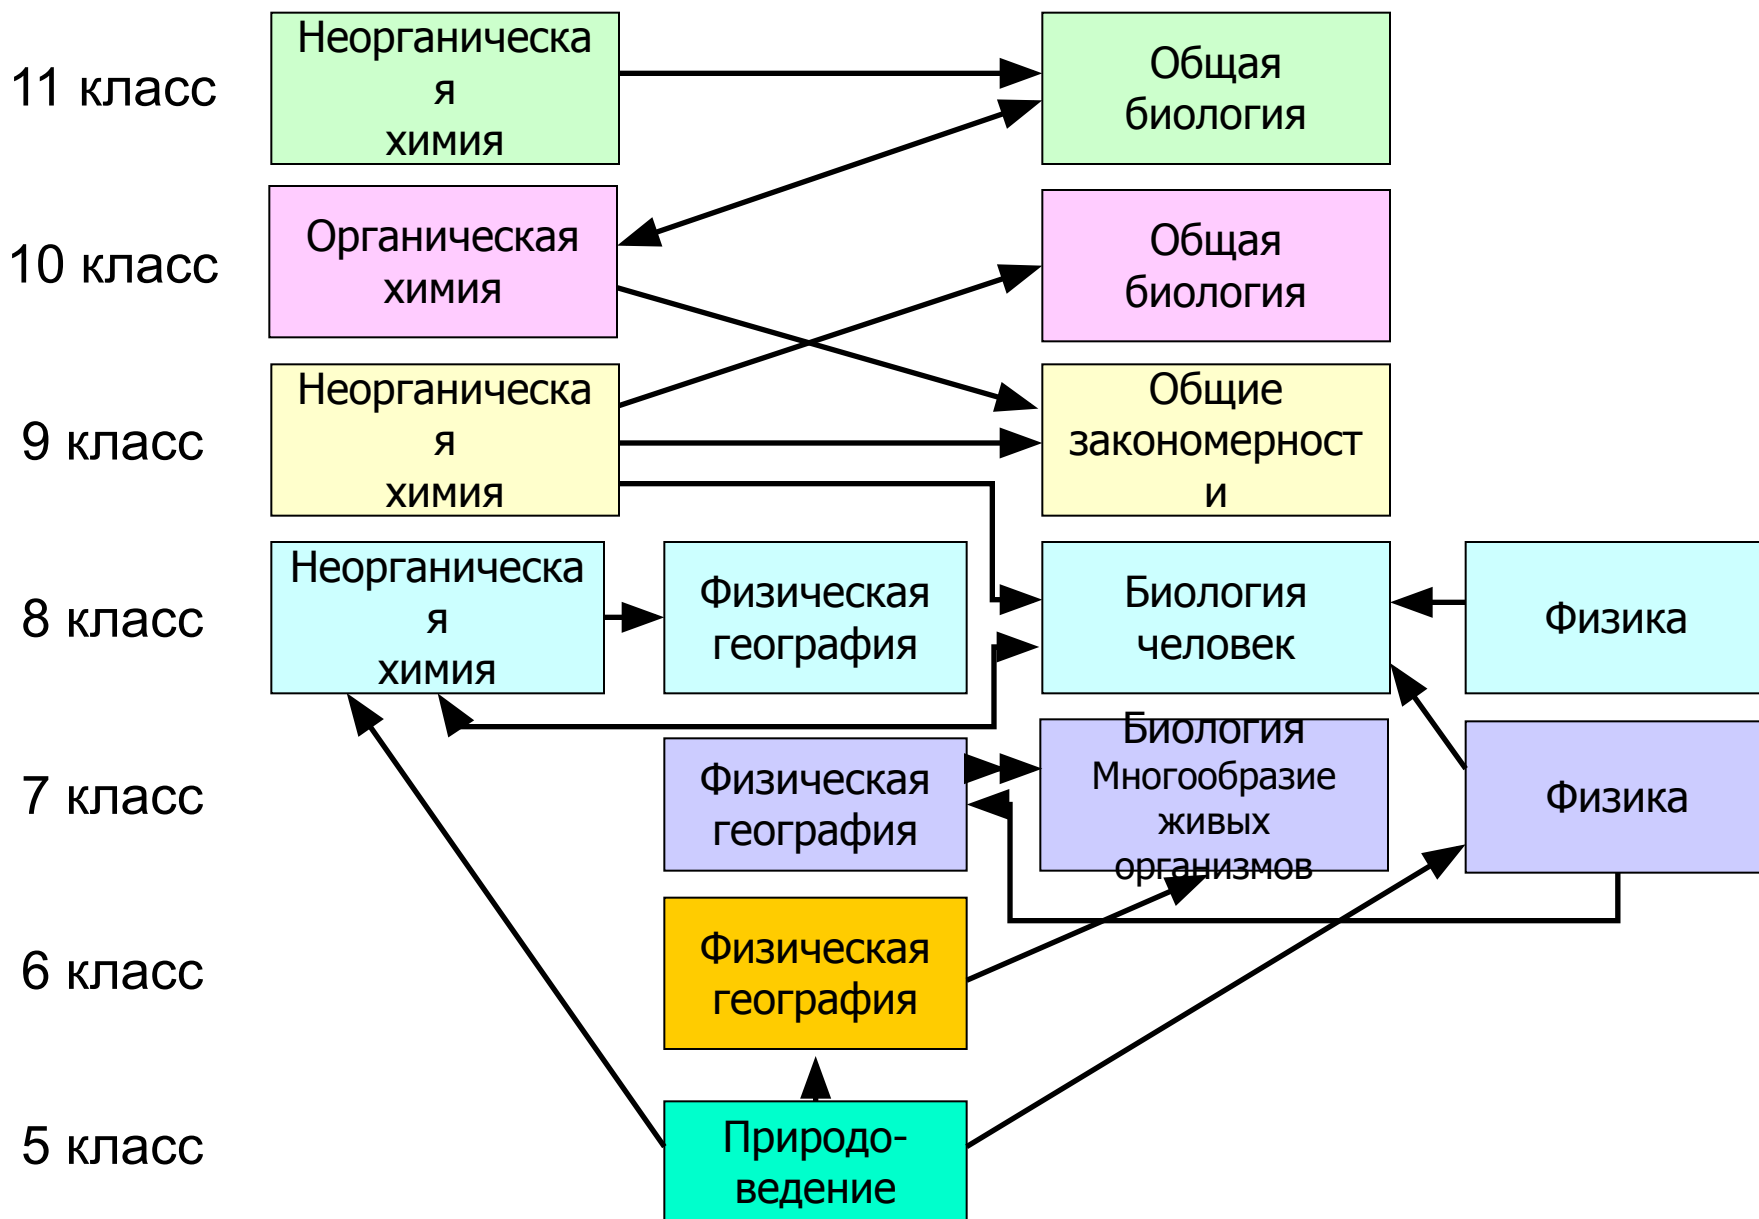 11 класс
Неорганическа
я
химия
Общая
биология
10 класс
Органическая
химия
Общая
биология
9 класс
Неорганическа
я
химия
Общие
закономерност
и
8 класс
Неорганическа
я
химия
Физическая
география
Биология
человек
Физика
7 класс
Физическая
география
Биология
Многообразие
живых
организмов
Физика
6 класс
Физическая
география
5 класс
Природо-
ведение